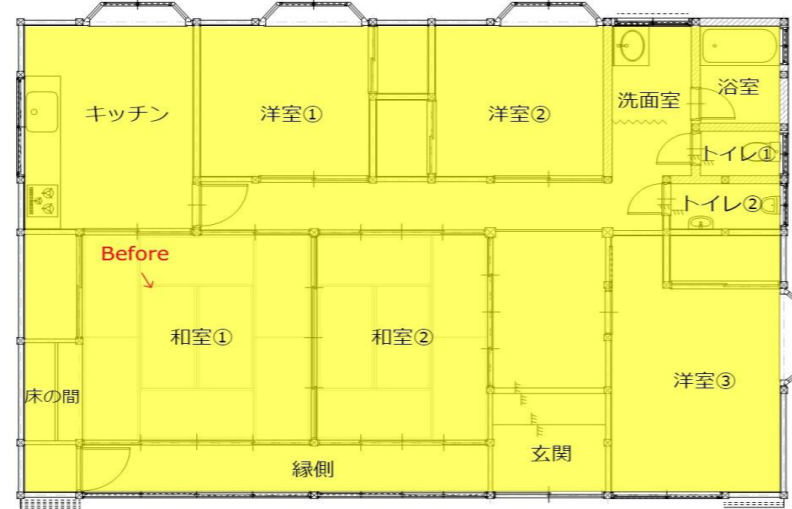 キッチン
洋室①
洋室②
洗面室
浴室
トイレ①
トイレ②
Before
和室①
和室②
洋室③
床の間
玄関
縁側